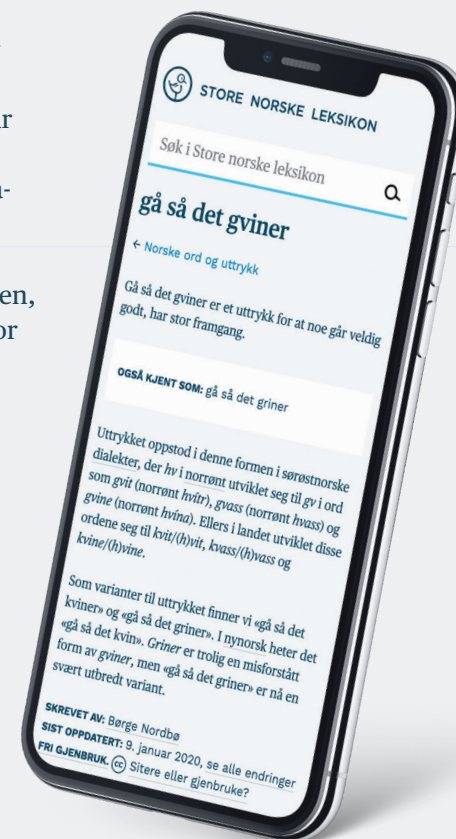 STORE NORSKE LEKSIKON
Søk i Store norske leksikon
gå så det gviner
← Norske ord og uttrykk
Gå så det gviner er et uttrykk for at noe går veldig
godt, har stor framgang.
OGSÅ KJENT SOM: gå så det griner
Uttrykket oppstod i denne formen i sørøstnorske
dialekter, der hv i norrønt utviklet seg til gv i ord
som gvit (norrønt hvítr), gvass (norrønt hvass) og
gvine (norrønt hvína). Ellers i landet utviklet disse
ordene seg til kvit/(h)vit, kvass/(h)vass og
kvine/(h)vine.
Som varianter til uttrykket finner vi «gå så det
kviner» og «gå så det griner». I nynorsk heter det
«gå så det kvin». Griner er trolig en misforstått
form av gviner, men «gå så det griner» er nå en
svært utbredt variant.
SKREVET AV: Børge Nordbø
SIST OPPDATERT: 9. januar 2020, se alle endringer
FRI GJENBRUK. (cc) Sitere eller gjenbruke?